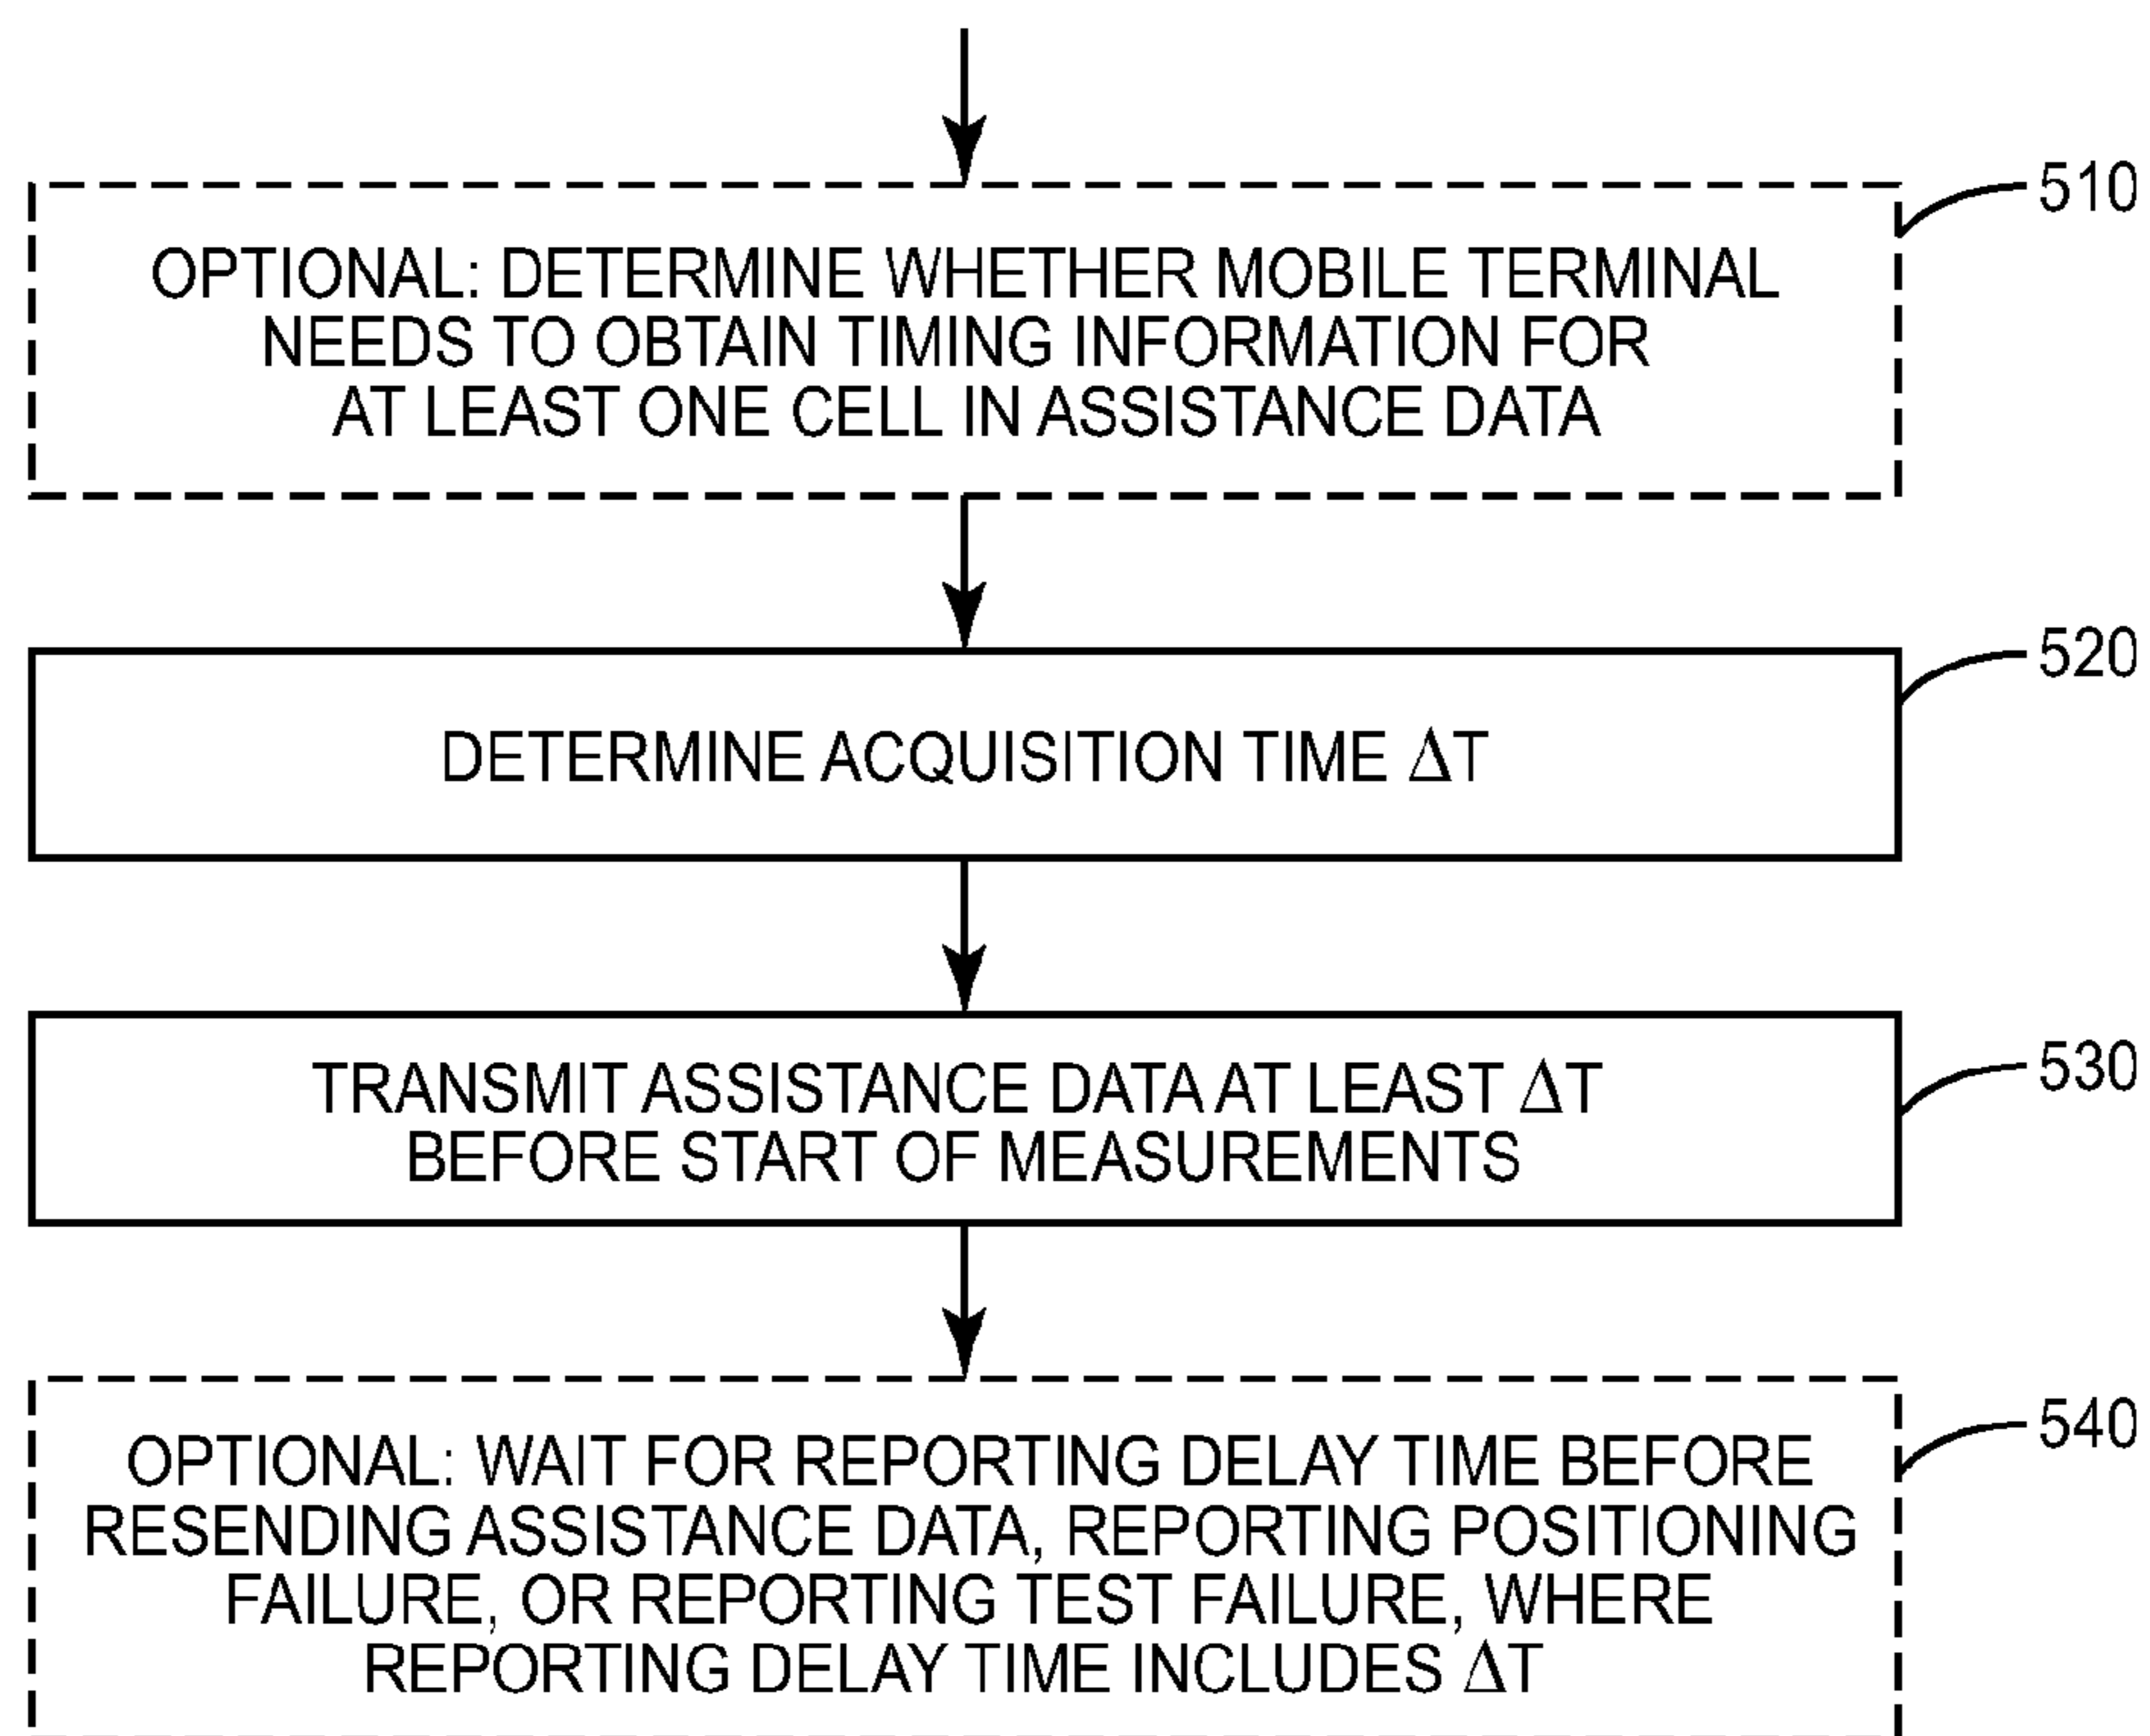 510
OPTIONAL: DETERMINE WHETHER MOBILE TERMINAL
NEEDS TO OBTAIN TIMING INFORMATION FOR
AT LEAST ONE CELL IN ASSISTANCE DATA
520
DETERMINE ACQUISITION TIME ΔT
530
TRANSMIT ASSISTANCE DATA AT LEAST ΔT
BEFORE START OF MEASUREMENTS
540
OPTIONAL: WAIT FOR REPORTING DELAY TIME BEFORE
RESENDING ASSISTANCE DATA, REPORTING POSITIONING
FAILURE, OR REPORTING TEST FAILURE, WHERE
REPORTING DELAY TIME INCLUDES ΔT